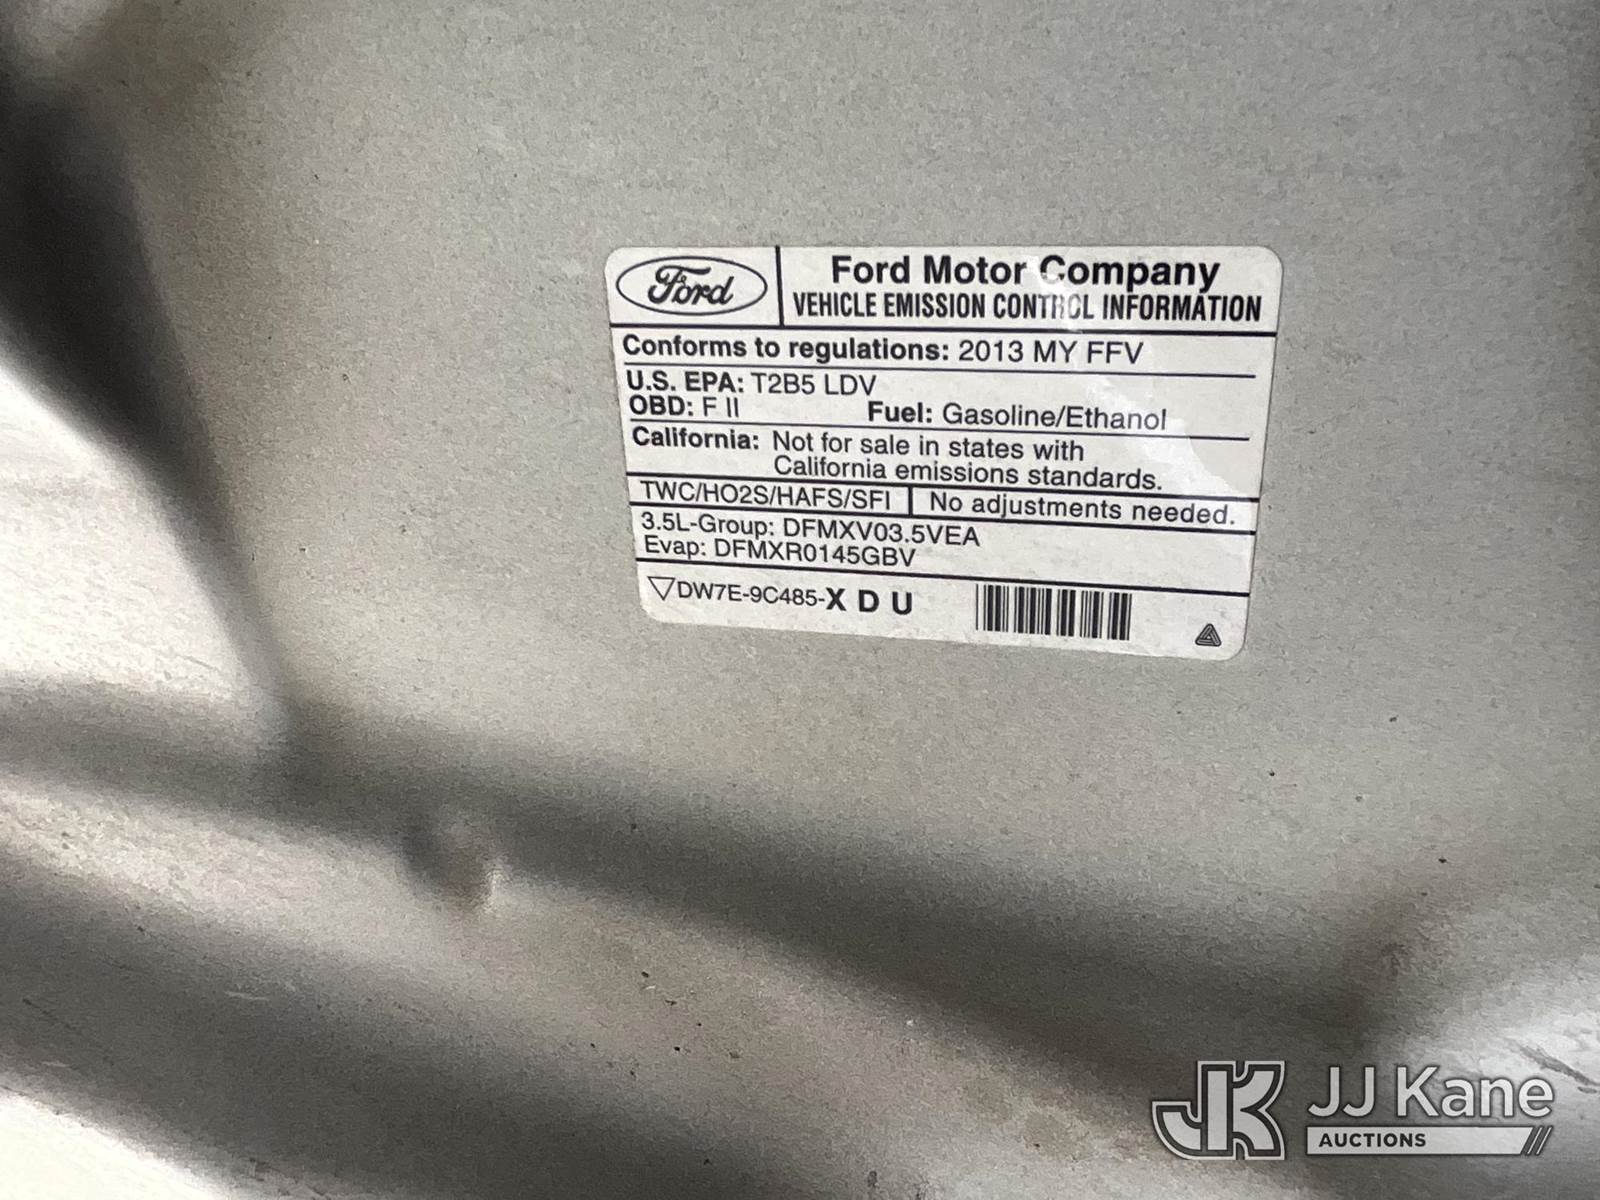 Ford
Ford Motor Company
VEHICLE EMISSION CONTROL INFORMATION
Conforms to regulations: 2013 MY FFV
U.S. EPA: T2B5 LDV
OBD: F II Fuel: Gasoline/Ethanol
California: Not for sale in states with
California emissions standards.
TWC/HO2S/HAFS/SFI No adjustments needed.
3.5L-Group: DFMXV03.5VEA
Evap: DFMXR0145GBV
DW7E-9C485-X D U
JK JJ Kane
AUCTIONS